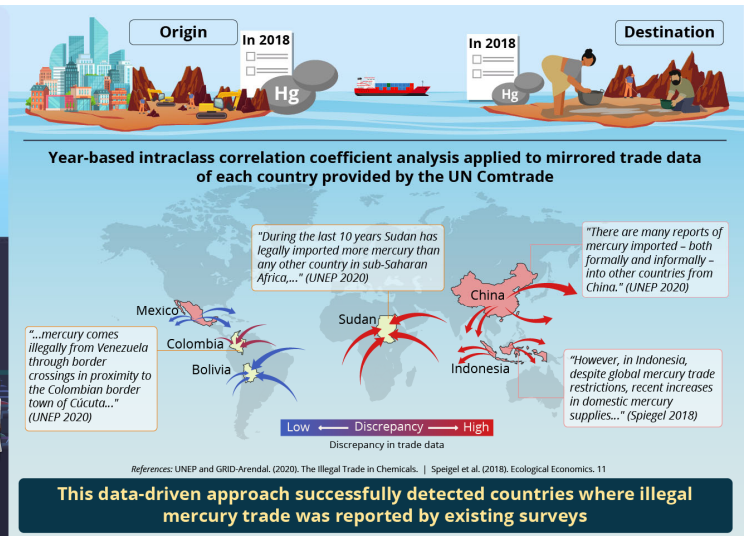 Origin
In 2018
Hg
In 2018
Hg
Destination
Year-based intraclass correlation coefficient analysis applied to mirrored trade data
of each country provided by the UN Comtrade
"During the last 10 years Sudan has
legally imported more mercury than
any other country in sub-Saharan
Africa,..." (UNEP 2020)
"There are many reports of
mercury imported – both
formally and informally –
into other countries from
China." (UNEP 2020)
China
Mexico
Sudan
Colombia
Bolivia
Indonesia
"...mercury comes
illegally from Venezuela
through border
crossings in proximity to
the Colombian border
town of Cúcuta..."
(UNEP 2020)
"However, in Indonesia,
despite global mercury trade
restrictions, recent increases
in domestic mercury
supplies..." (Spiegel 2018)
Low Discrepancy High
Discrepancy in trade data
References: UNEP and GRID-Arendal. (2020). The Illegal Trade in Chemicals. | Speigel et al. (2018). Ecological Economics. 11
This data-driven approach successfully detected countries where illegal
mercury trade was reported by existing surveys